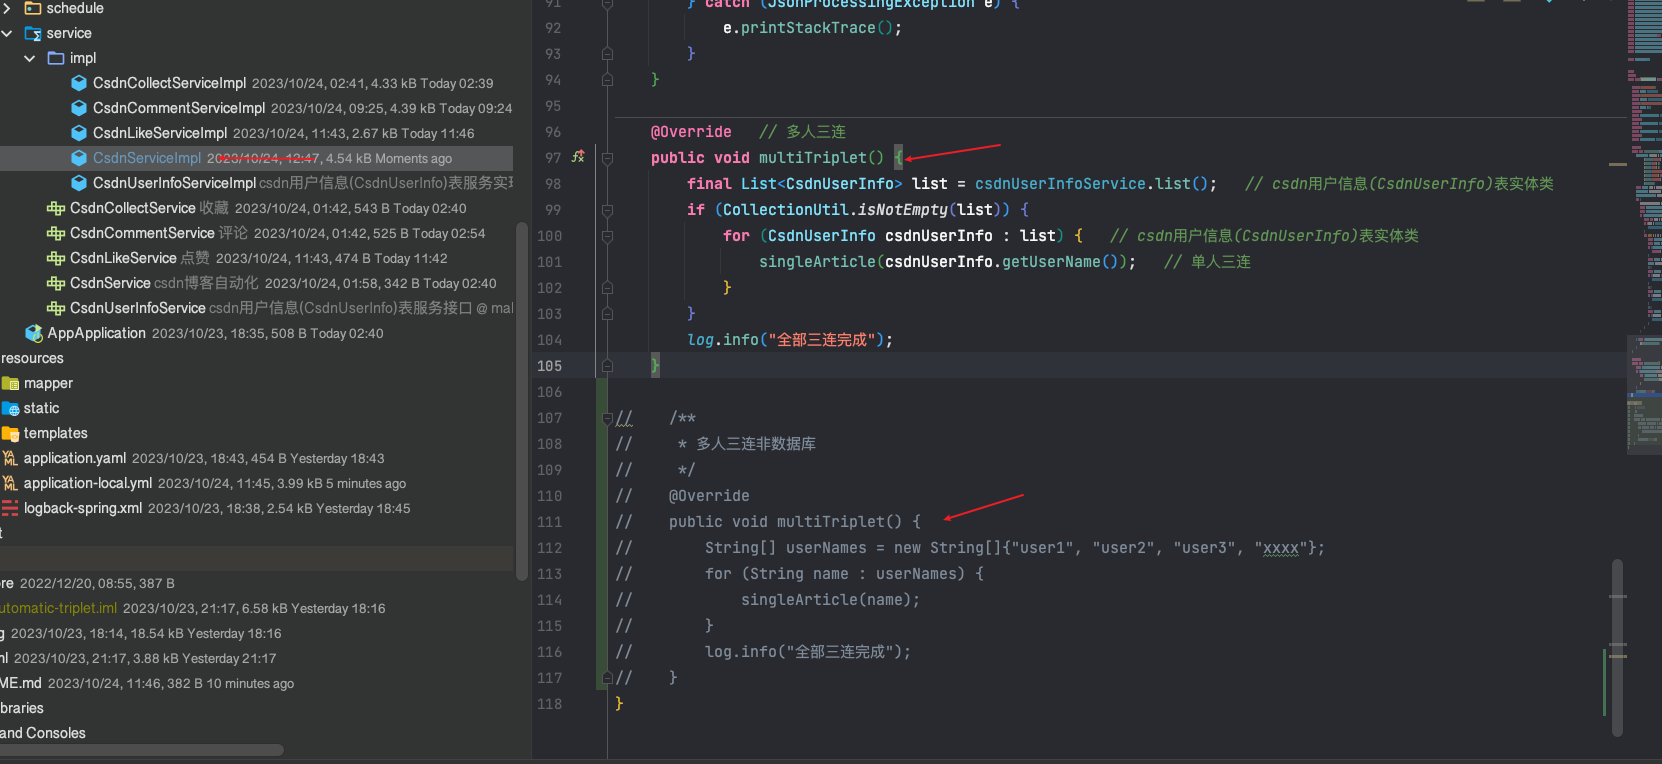 schedule
service
impl
CsdnCollectServiceImpl 2023/10/24, 02:41, 4.33 kB Today 02:39
CsdnCommentServiceImpl 2023/10/24, 09:25, 4.39 kB Today 09:24
CsdnLikeServiceImpl 2023/10/24, 11:43, 2.67 kB Today 11:46
CsdnServiceImpl 2023/10/24, 12:47, 4.54 kB Moments ago
CsdnUserInfoServiceImpl csdn用户信息(CsdnUserInfo)表服务实现
CsdnCollectService 收藏 2023/10/24, 01:42, 543 B Today 02:40
CsdnCommentService 评论 2023/10/24, 01:42, 525 B Today 02:54
CsdnLikeService 点赞 2023/10/24, 11:43, 474 B Today 11:42
CsdnService csdn博客自动化 2023/10/24, 01:58, 342 B Today 02:40
CsdnUserInfoService csdn用户信息(CsdnUserInfo)表服务接口 @ mal
AppApplication 2023/10/23, 18:35, 508 B Today 02:40
resources
mapper
static
templates
application.yaml 2023/10/23, 18:43, 454 B Yesterday 18:43
application-local.yml 2023/10/24, 11:45, 3.99 kB 5 minutes ago
logback-spring.xml 2023/10/23, 18:38, 2.54 kB Yesterday 18:45
t
ore 2022/12/20, 08:55, 387 B
utomatic-triplet.iml 2023/10/23, 21:17, 6.58 kB Yesterday 18:16
g 2023/10/23, 18:14, 18.54 kB Yesterday 18:16
ml 2023/10/23, 21:17, 3.88 kB Yesterday 21:17
ME.md 2023/10/24, 11:46, 382 B 10 minutes ago
braries
and Consoles
91 } catch (JsonProcessingException e) {
92 e.printStackTrace();
93 }
94 }
95
96 @Override // 多人三连
97 public void multiTriplet() {
98 final List<CsdnUserInfo> list = csdnUserInfoService.list(); // csdn用户信息(CsdnUserInfo)表实体类
99 if (CollectionUtil.isNotEmpty(list)) {
100 for (CsdnUserInfo csdnUserInfo : list) { // csdn用户信息(CsdnUserInfo)表实体类
101 singleArticle(csdnUserInfo.getUserName()); // 单人三连
102 }
103 }
104 log.info("全部三连完成");
105 }
106
107 // /**
108 // * 多人三连非数据库
109 // */
110 // @Override
111 // public void multiTriplet() {
112 // String[] userNames = new String[]{"user1", "user2", "user3", "xxxx"};
113 // for (String name : userNames) {
114 // singleArticle(name);
115 // }
116 // log.info("全部三连完成");
117 // }
118 }